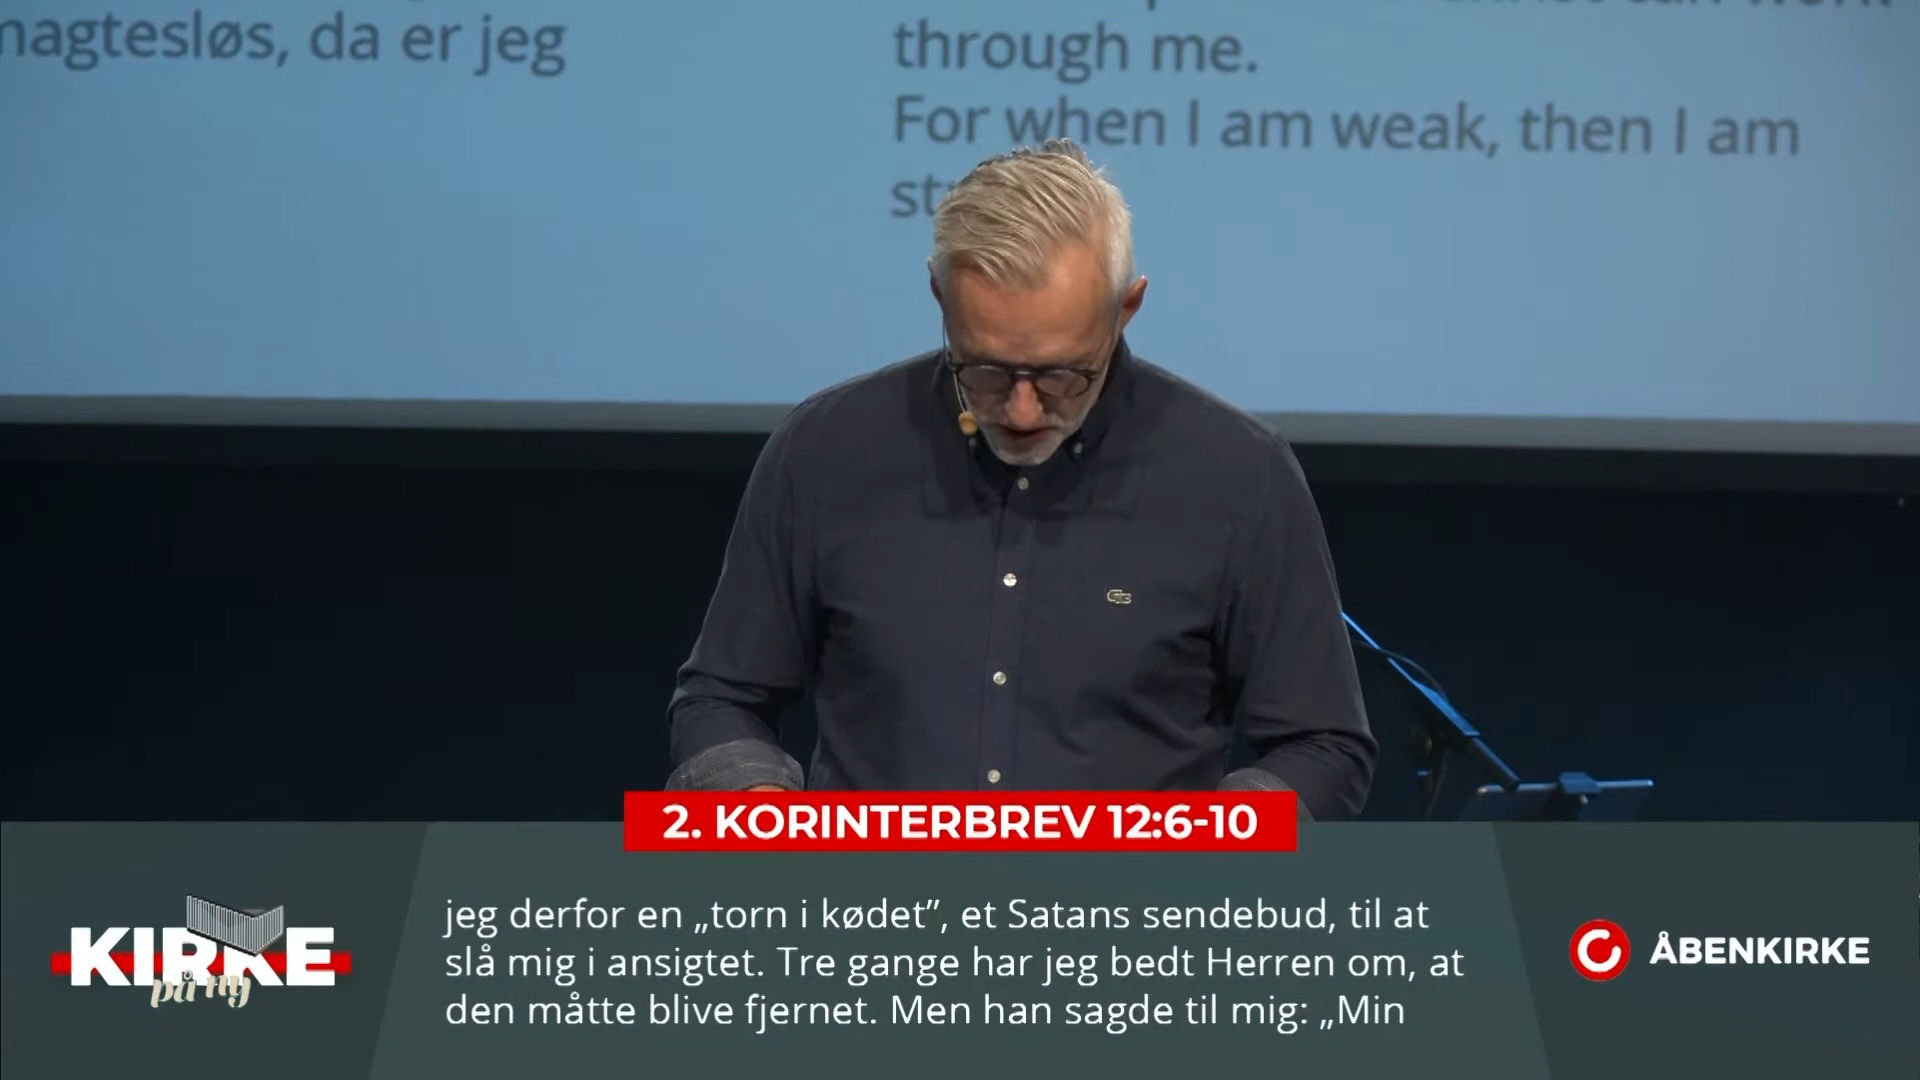 magtesløs, da er jeg
through me.
For when I am weak, then I am
2. KORINTERBREV 12:6-10
jeg derfor en „torn i kødet”, et Satans sendebud, til at
slå mig i ansigtet. Tre gange har jeg bedt Herren om, at
den måtte blive fjernet. Men han sagde til mig: „Min
KIRKE
på ny
ÅBENKIRKE